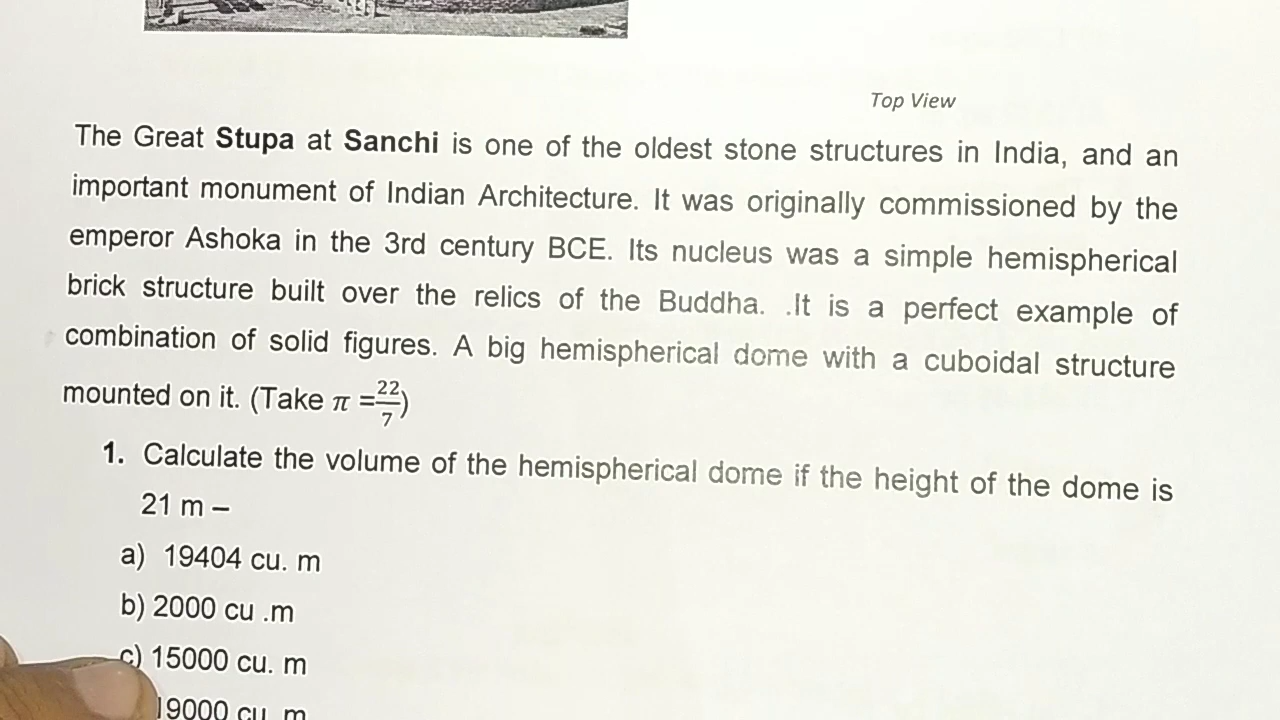 Top View
The Great Stupa at Sanchi is one of the oldest stone structures in India, and an
important monument of Indian Architecture. It was originally commissioned by the
emperor Ashoka in the 3rd century BCE. Its nucleus was a simple hemispherical
brick structure built over the relics of the Buddha. .It is a perfect example of
combination of solid figures. A big hemispherical dome with a cuboidal structure
mounted on it. (Take π =22/7)
1. Calculate the volume of the hemispherical dome if the height of the dome is
21 m –
a) 19404 cu. m
b) 2000 cu .m
c) 15000 cu. m
19000 cu. m